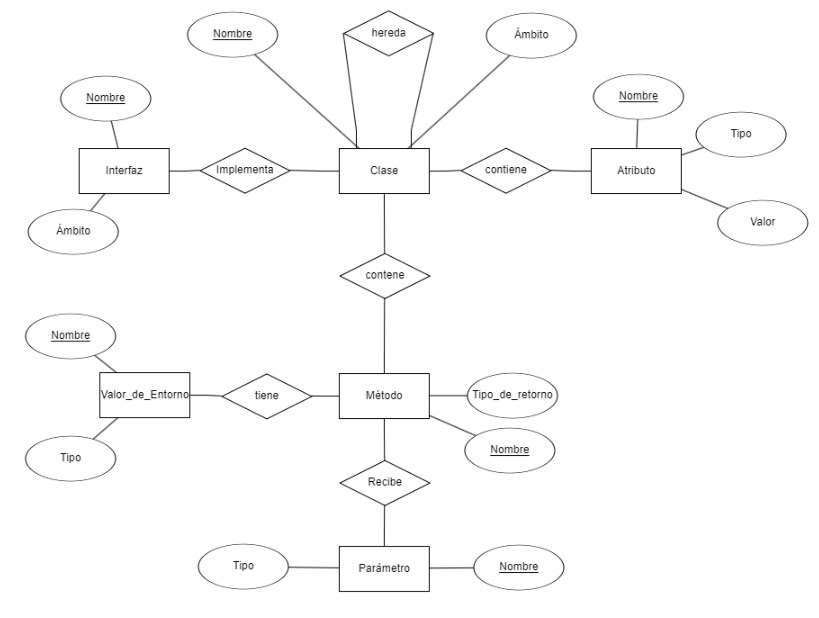 Nombre
hereda
Ámbito
Nombre
Nombre
Tipo
Interfaz
Implementa
Clase
contiene
Atributo
Ámbito
Valor
contene
Nombre
Valor_de_Entorno
tiene
Método
Tipo_de_retorno
Nombre
Tipo
Recibe
Tipo
Parámetro
Nombre